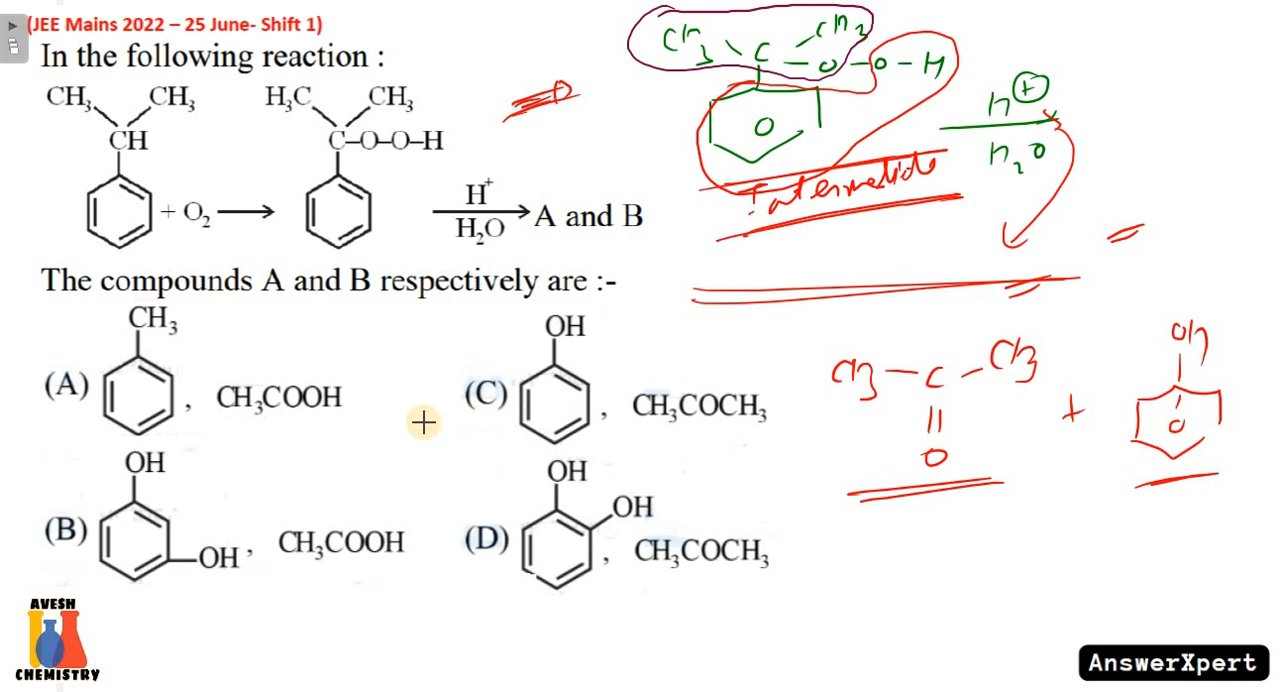 (JEE Mains 2022 – 25 June- Shift 1)
In the following reaction :
CH₃ CH₃ H₃C CH₃
CH C–O–O–H
+ O₂ H⁺ A and B
H₂O
The compounds A and B respectively are :-
(A) CH₃ , CH₃COOH
(C) OH , CH₃COCH₃
(B) OH OH , CH₃COOH
(D) OH OH , CH₃COCH₃
CH₃ C CH₃
O – O – H
H⊕
H₂O
Intermediate
CH₃ – C – CH₃ + OH
O
AVESH
CHEMISTRY
AnswerXpert